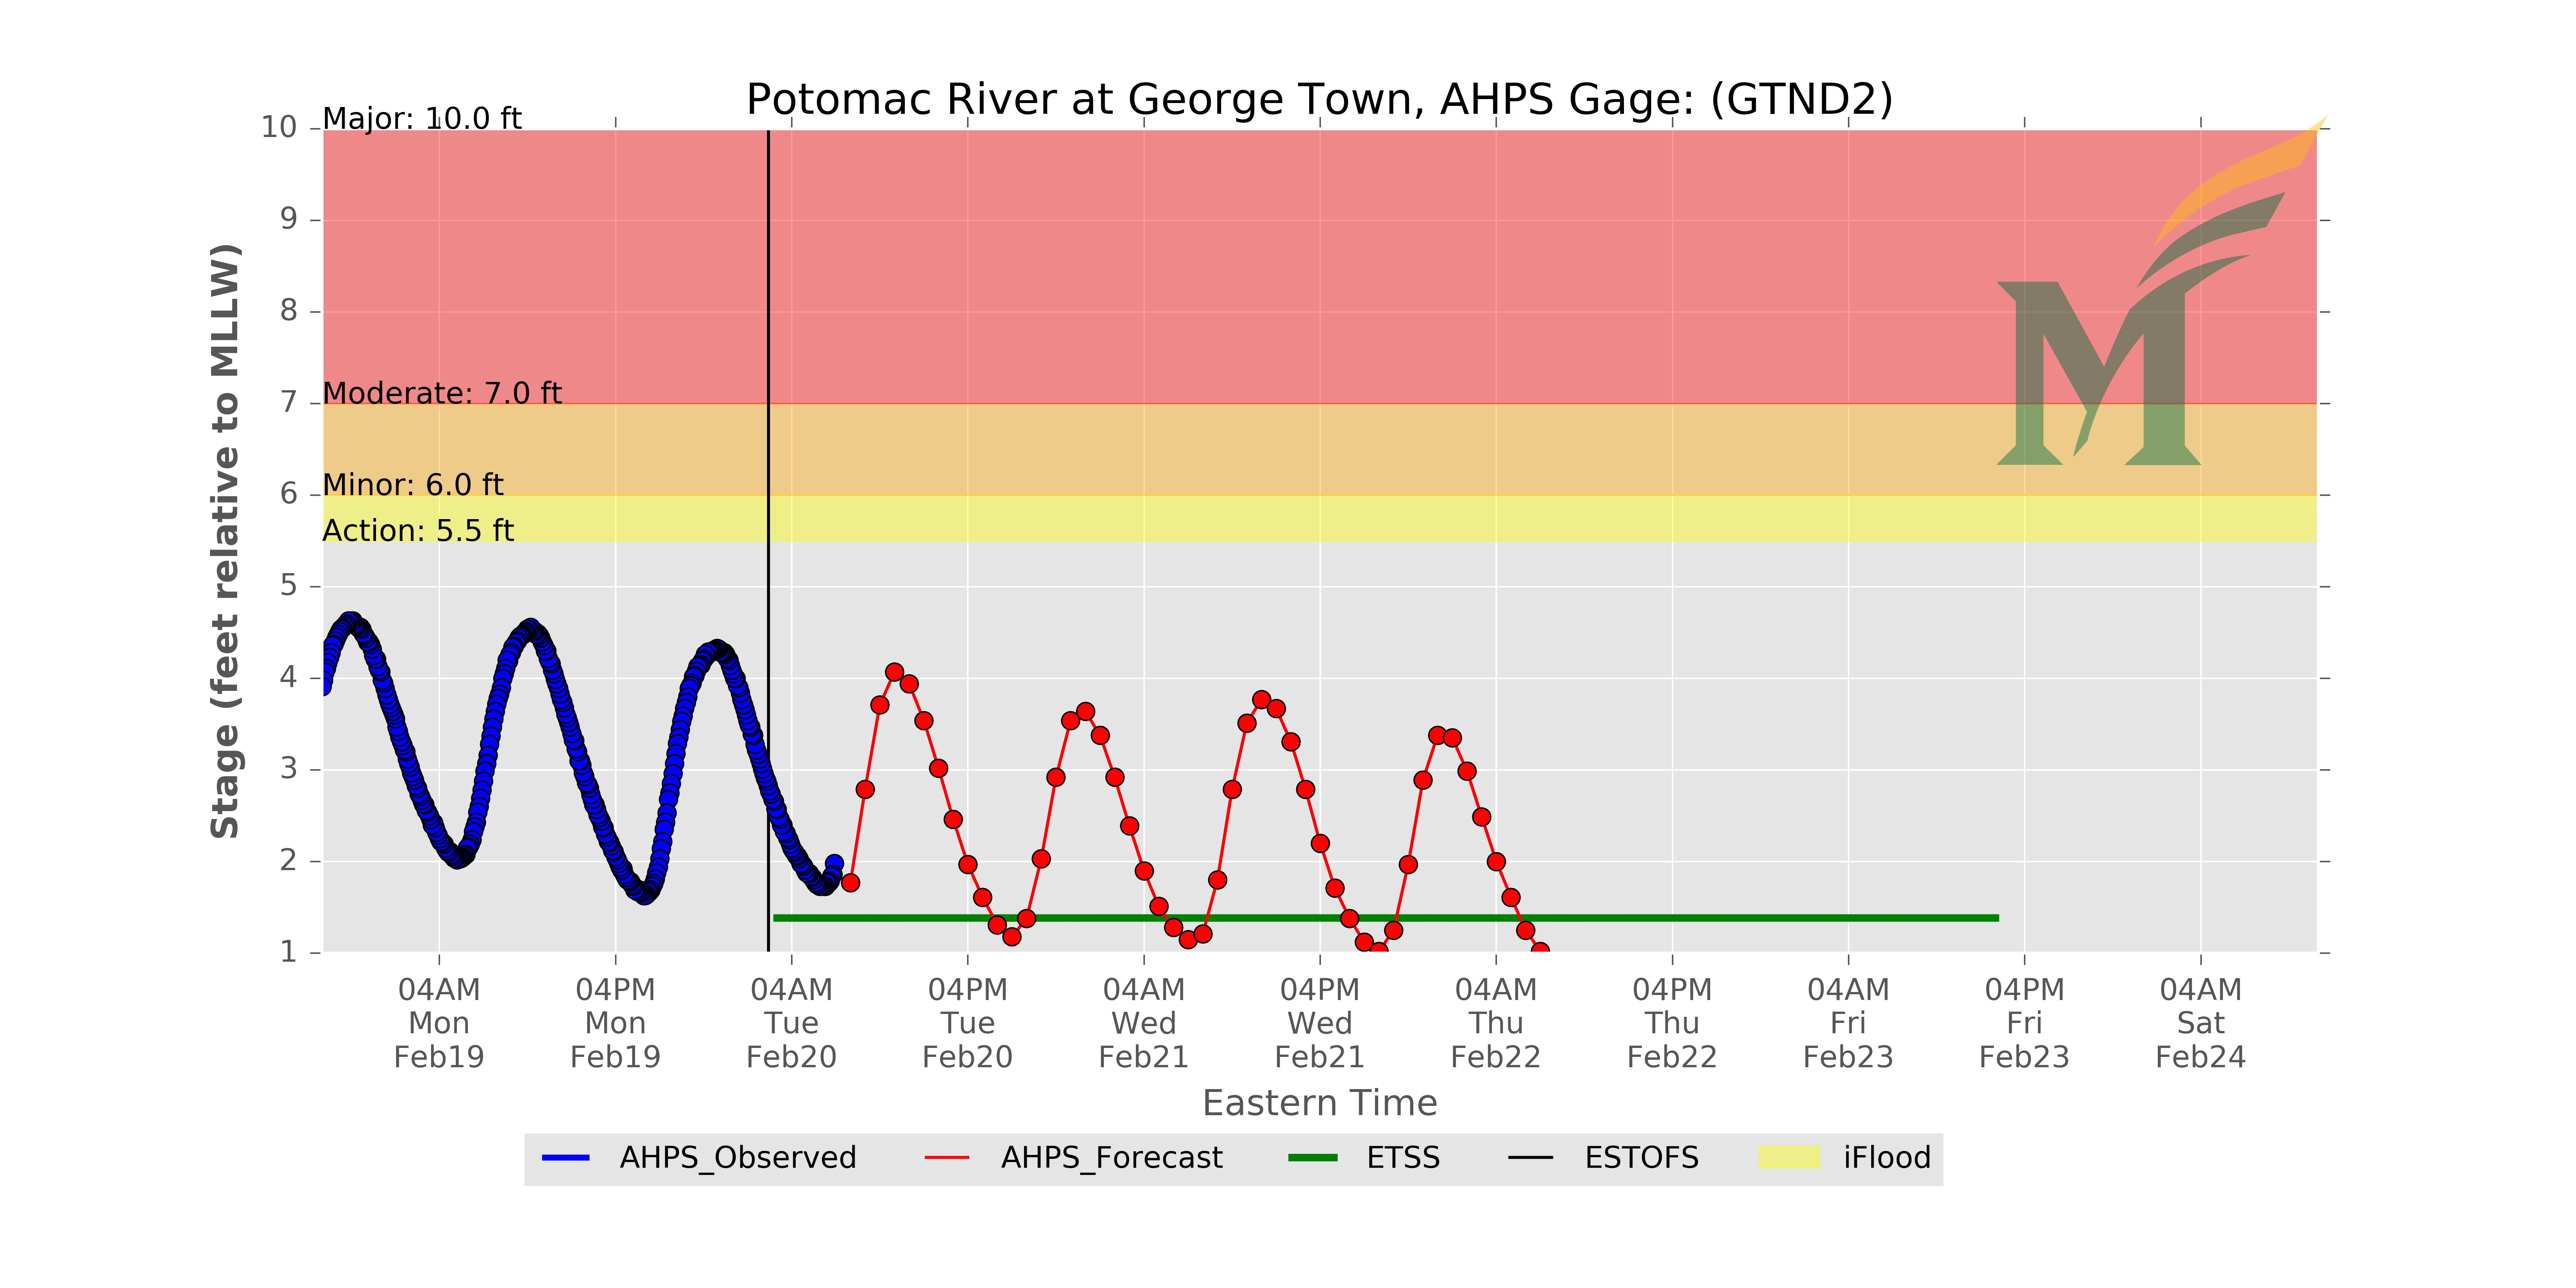 Potomac River at George Town, AHPS Gage: (GTND2)
Major: 10.0 ft
Moderate: 7.0 ft
Minor: 6.0 ft
Action: 5.5 ft
Stage (feet relative to MLLW)
10
9
8
7
6
5
4
3
2
1
04AM
Mon
Feb19
04PM
Mon
Feb19
04AM
Tue
Feb20
04PM
Tue
Feb20
04AM
Wed
Feb21
04PM
Wed
Feb21
04AM
Thu
Feb22
04PM
Thu
Feb22
04AM
Fri
Feb23
04PM
Fri
Feb23
04AM
Sat
Feb24
Eastern Time
AHPS_Observed
AHPS_Forecast
ETSS
ESTOFS
iFlood
M